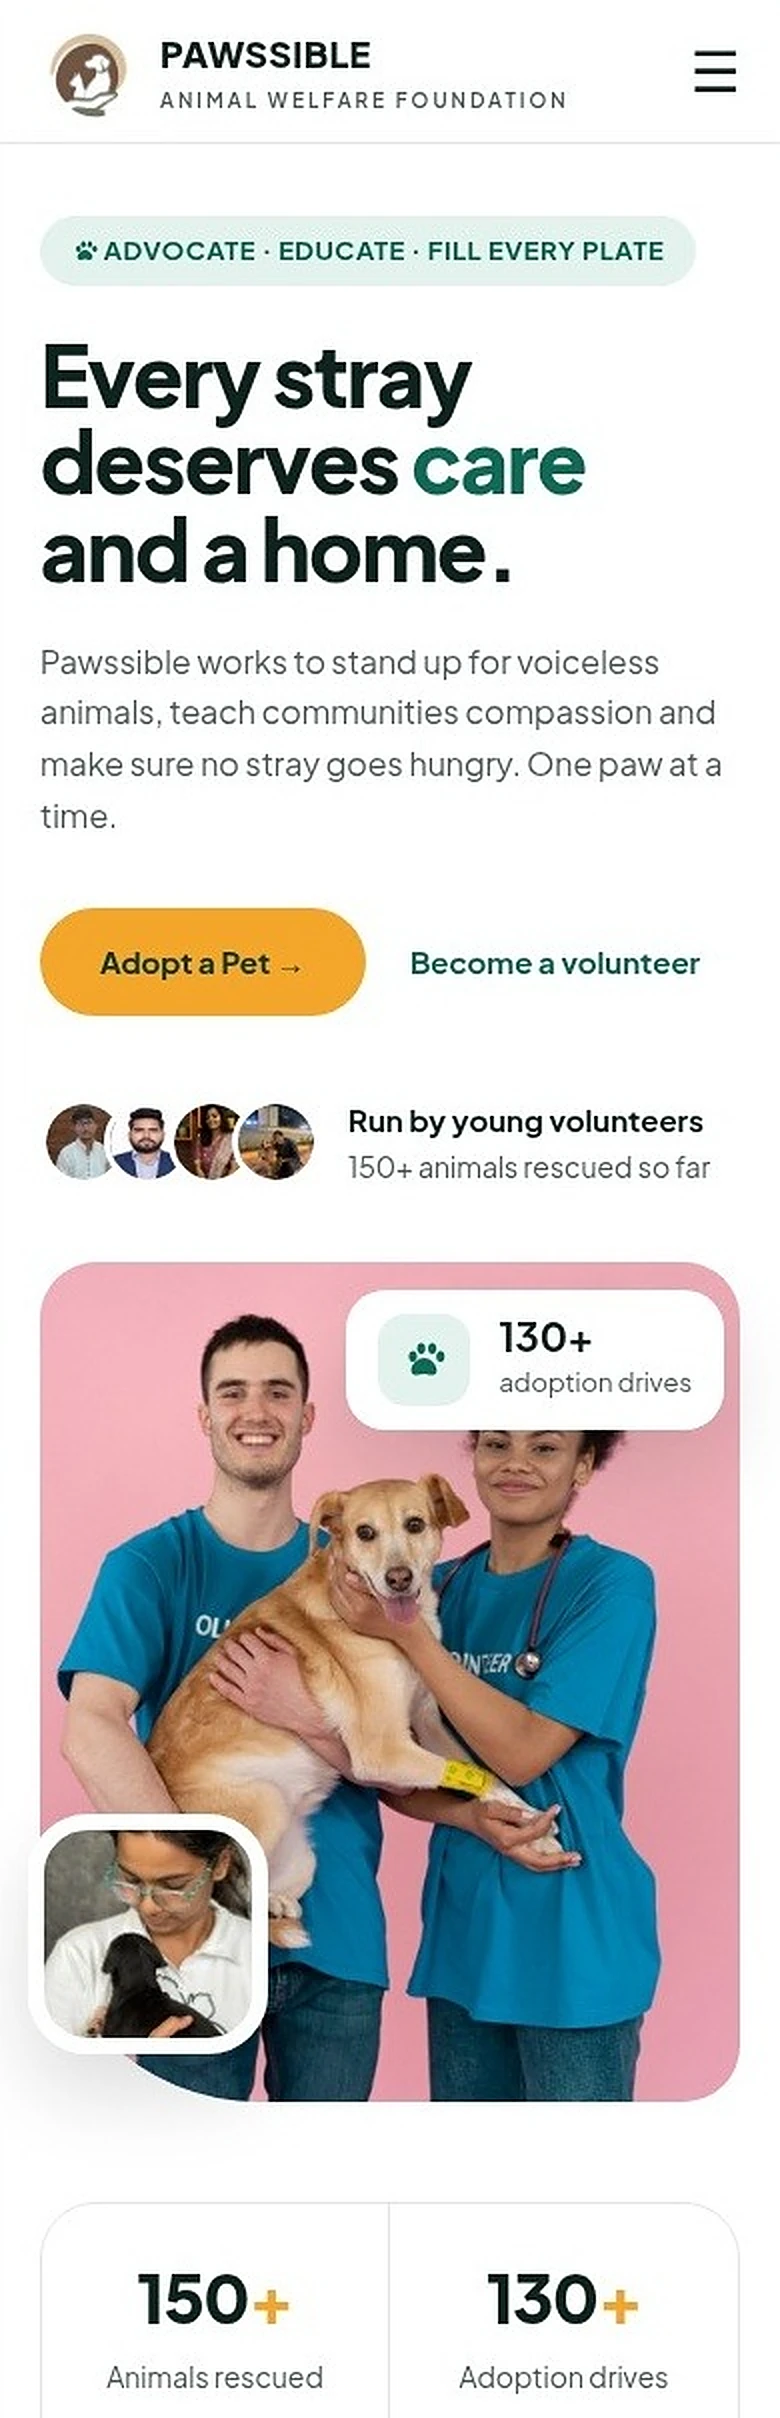 PAWSSIBLE
ANIMAL WELFARE FOUNDATION
ADVOCATE · EDUCATE · FILL EVERY PLATE
Every stray
deserves care
and a home.
Pawssible works to stand up for voiceless
animals, teach communities compassion and
make sure no stray goes hungry. One paw at a
time.
Adopt a Pet →
Become a volunteer
Run by young volunteers
150+ animals rescued so far
130+
adoption drives
150+
Animals rescued
130+
Adoption drives